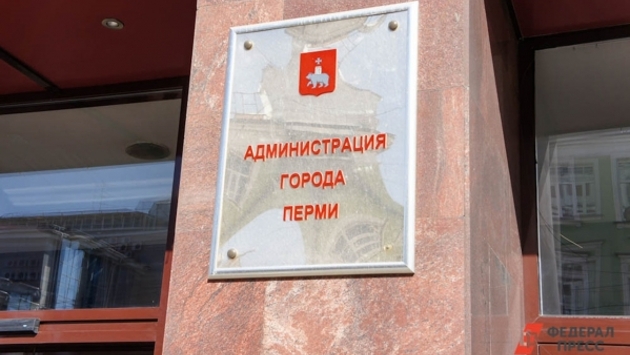 АДМИНИСТРАЦИЯ
ГОРОДА
ПЕРМИ
ФЕДЕРАЛ
ПРЕСС